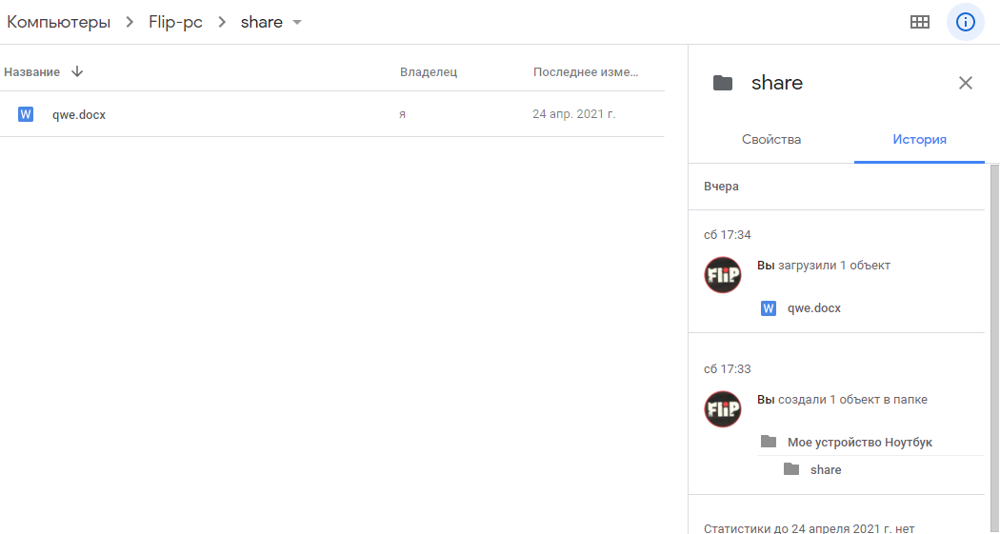 Компьютеры > Flip-pc > share
Название Владелец Последнее изме...
W qwe.docx я 24 апр. 2021 г.
share
Свойства История
Вчера
сб 17:34
FLiP Вы загрузили 1 объект
W qwe.docx
сб 17:33
FLiP Вы создали 1 объект в папке
Мое устройство Ноутбук
share
Статистики до 24 апреля 2021 г. нет